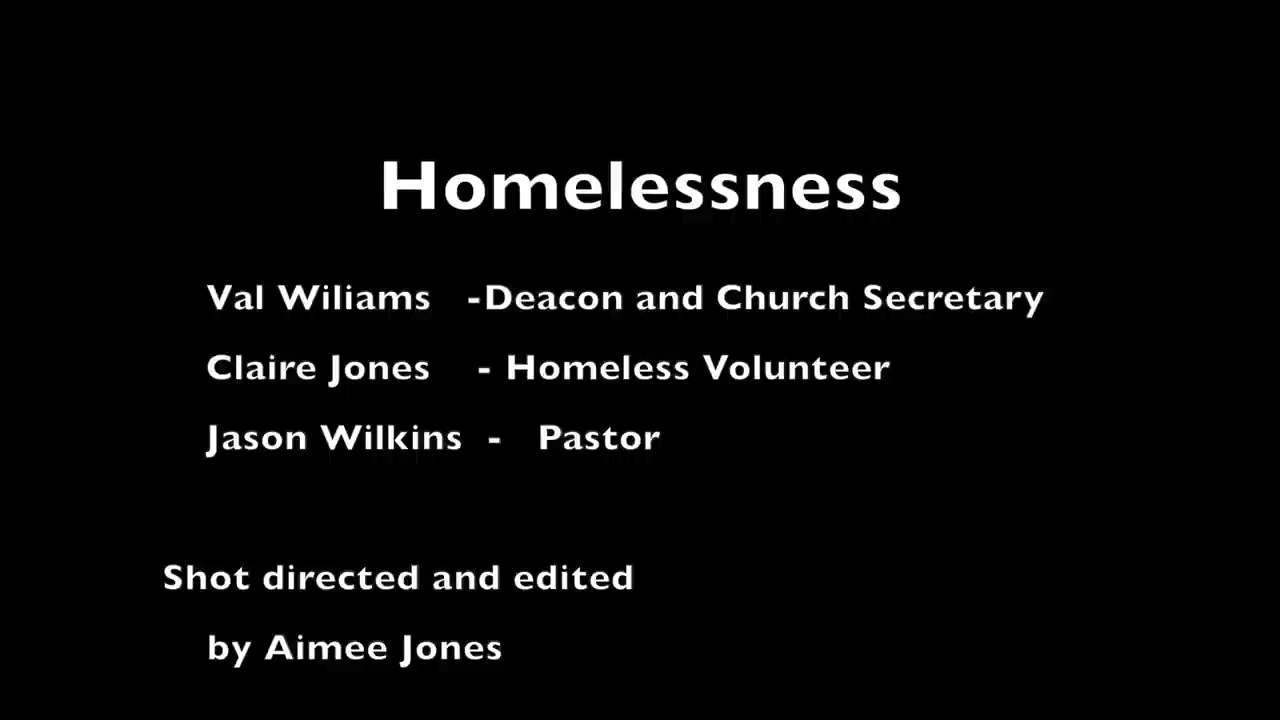 Homelessness
Val Wiliams -Deacon and Church Secretary
Claire Jones - Homeless Volunteer
Jason Wilkins - Pastor
Shot directed and edited
by Aimee Jones